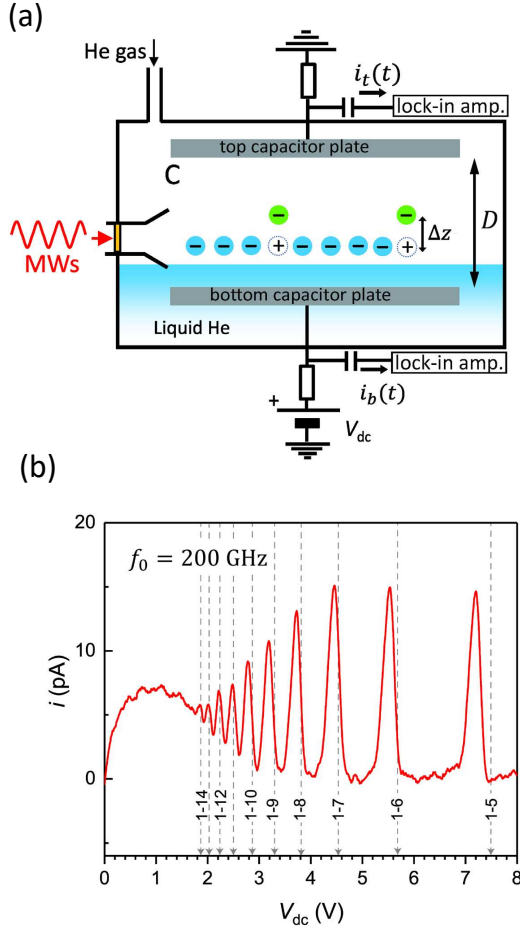 (a)
He gas
i_t(t)
lock-in amp.
top capacitor plate
C
D
Δz
− −
− − − + − − − − +
MWs
bottom capacitor plate
Liquid He
lock-in amp.
i_b(t)
+
V_dc
(b)
f_0 = 200 GHz
i (pA)
20
10
0
1-14
1-12
1-10
1-9
1-8
1-7
1-6
1-5
0 1 2 3 4 5 6 7 8
V_dc (V)